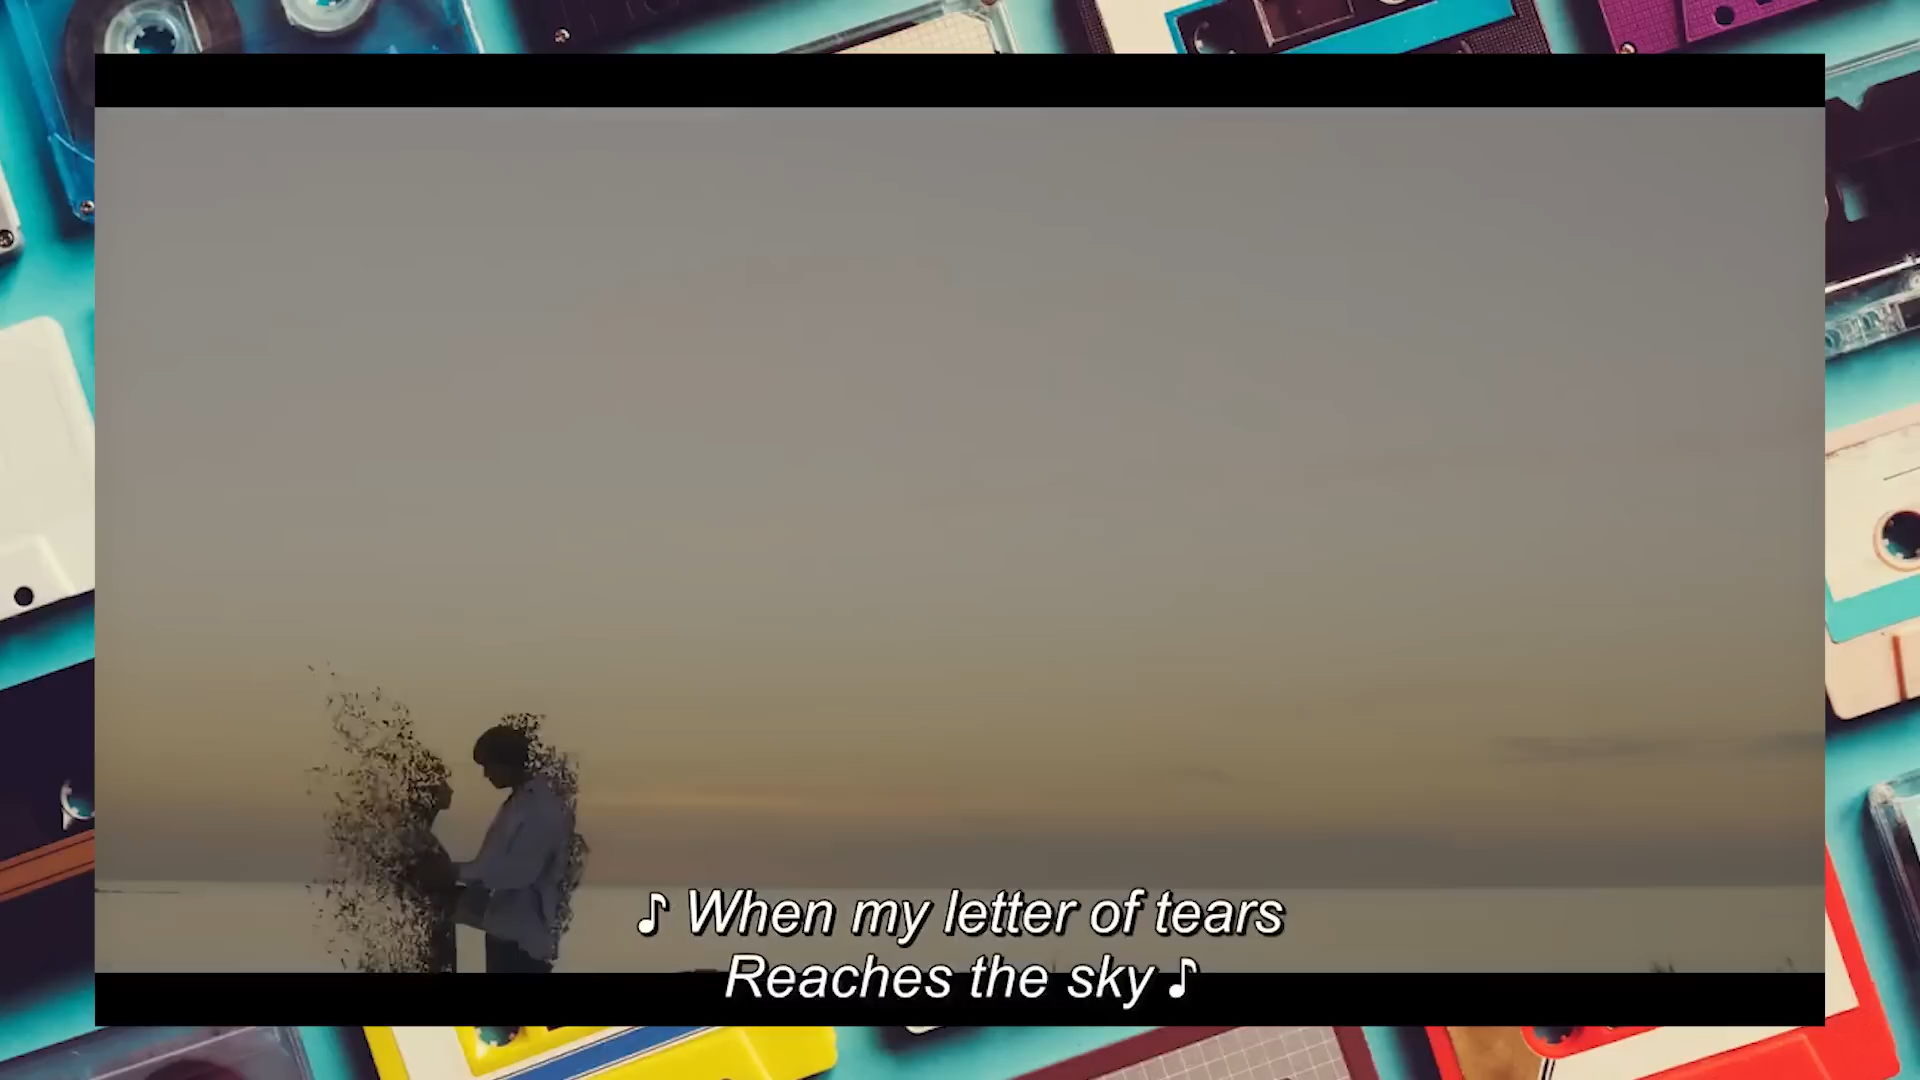 ♪ When my letter of tears
Reaches the sky ♪